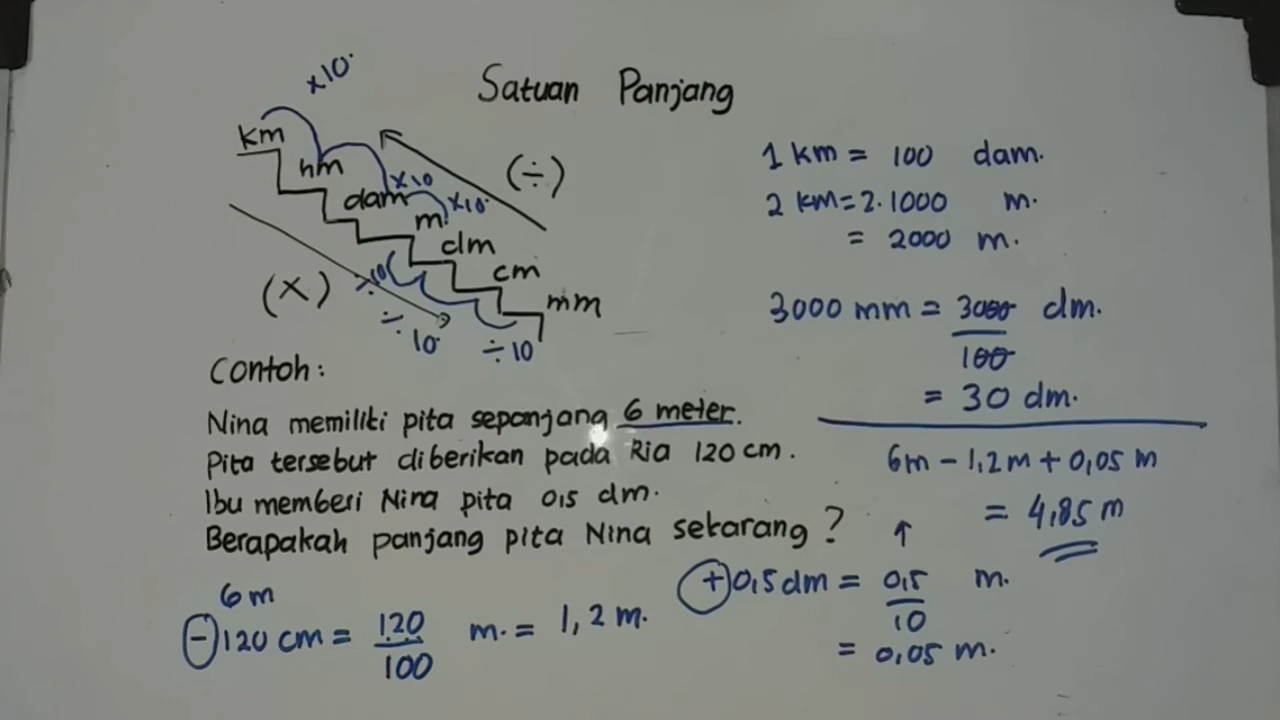 Satuan Panjang
x10.
km
hm
dam
x10
x10.
m
dm
cm
mm
(÷)
(x)
÷10
÷10
1 km = 100 dam.
2 km = 2.1000 m.
= 2000 m.
3000 mm = 3000/100 dm.
= 30 dm.
Contoh:
Nina memiliki pita sepanjang 6 meter.
Pita tersebut diberikan pada Ria 120 cm.
Ibu memberi Nina pita 0,5 dm.
Berapakah panjang pita Nina sekarang?
6m - 1,2m + 0,05 m
= 4,85 m
6 m
- 120 cm = 120/100 m. = 1,2 m.
+ 0,5 dm = 0,5/10 m.
= 0,05 m.